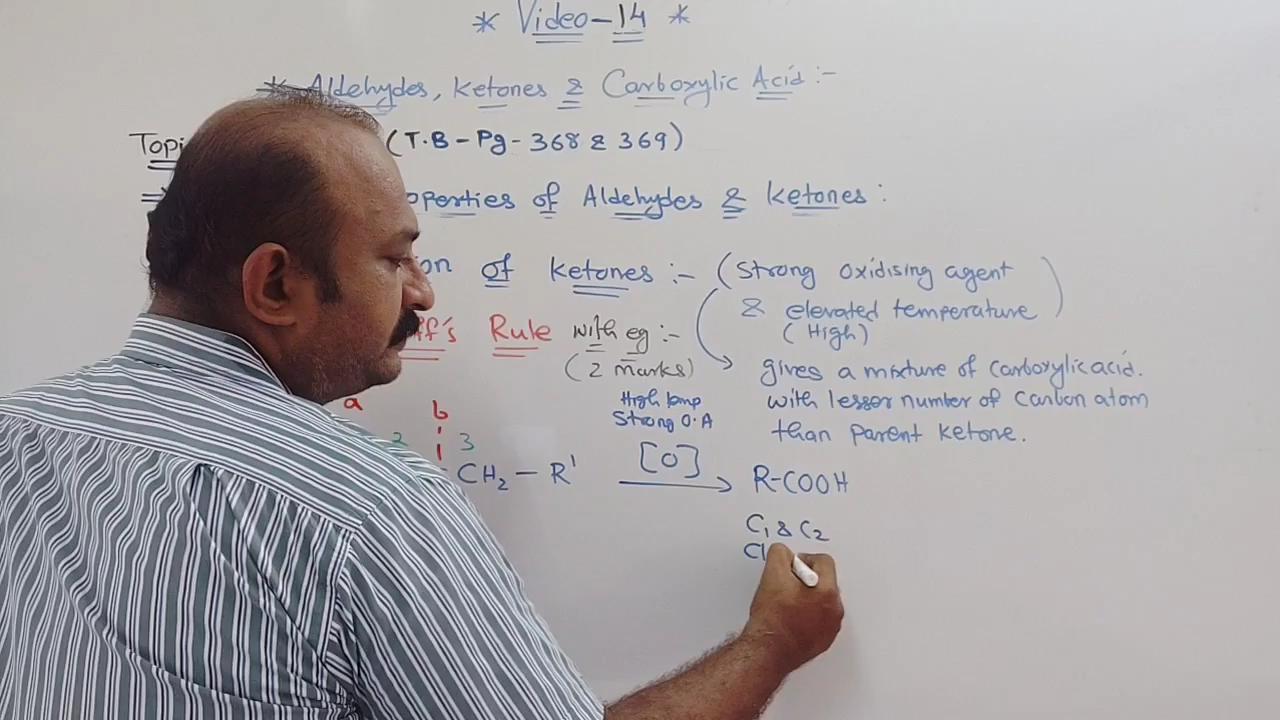 * Video-14 *
* Aldehydes, Ketones & Carboxylic Acid :-
(T.B - Pg - 368 & 369)
of Aldehydes & Ketones :
of Ketones :- (Strong oxidising agent
& elevated temperature)
(High)
Rule with eg :-
(2 marks)
gives a mixture of carboxylic acid.
with lesser number of Carbon atom
than parent ketone.
a
b
High temp
Strong O.A
2
3
CH₂ - R' [O] → R-COOH
C₁ & C₂